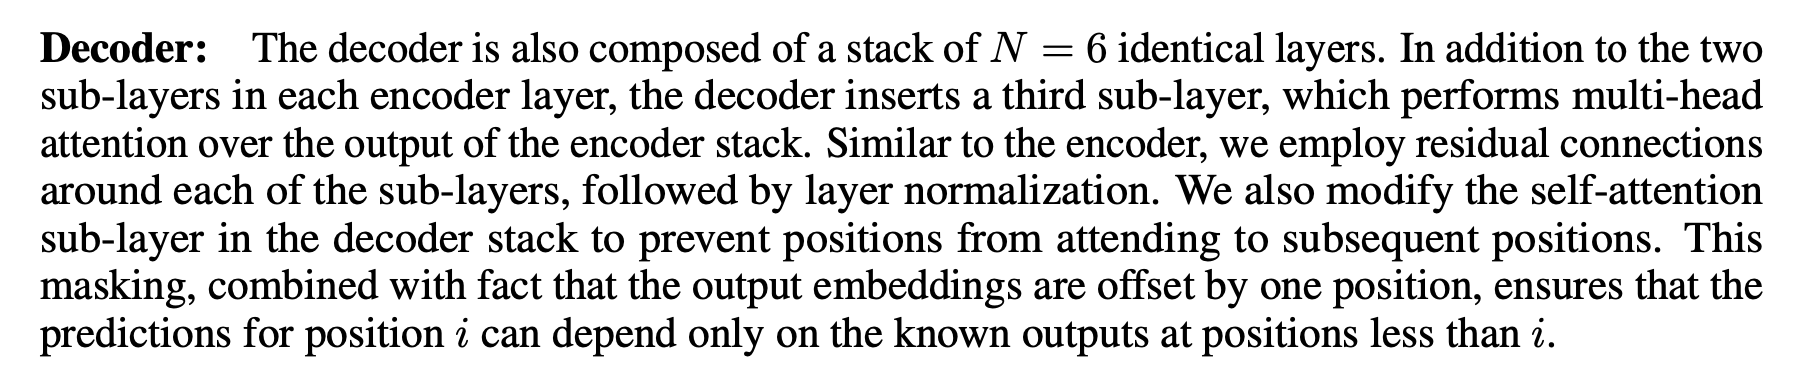 Decoder: The decoder is also composed of a stack of N = 6 identical layers. In addition to the two
sub-layers in each encoder layer, the decoder inserts a third sub-layer, which performs multi-head
attention over the output of the encoder stack. Similar to the encoder, we employ residual connections
around each of the sub-layers, followed by layer normalization. We also modify the self-attention
sub-layer in the decoder stack to prevent positions from attending to subsequent positions. This
masking, combined with fact that the output embeddings are offset by one position, ensures that the
predictions for position i can depend only on the known outputs at positions less than i.